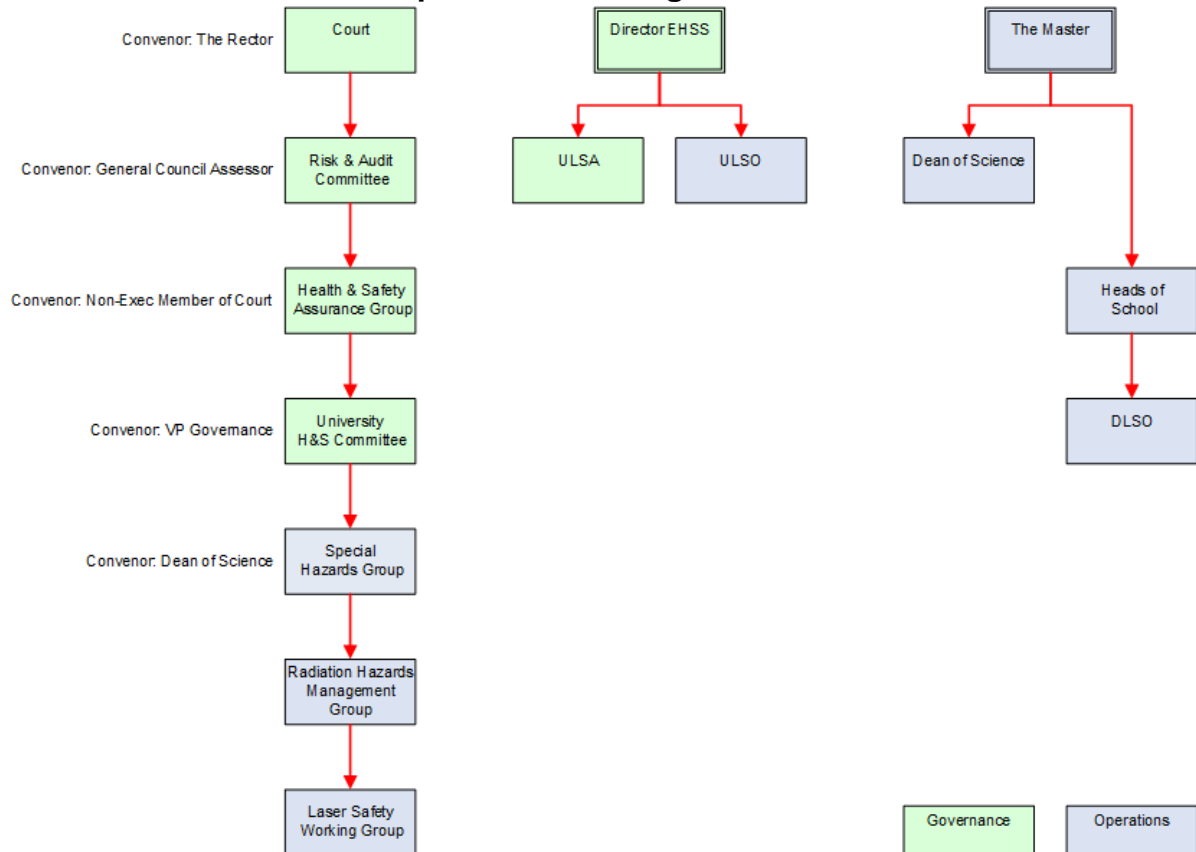 Convenor: The Rector
Court
Director EHSS
The Master
Convenor: General Council Assessor
Risk & Audit
Committee
ULSA
ULSO
Dean of Science
Convenor: Non-Exec Member of Court
Health & Safety
Assurance Group
Heads of
School
Convenor: VP Governance
University
H&S Committee
DLSO
Convenor: Dean of Science
Special
Hazards Group
Radiation Hazards
Management
Group
Laser Safety
Working Group
Governance
Operations